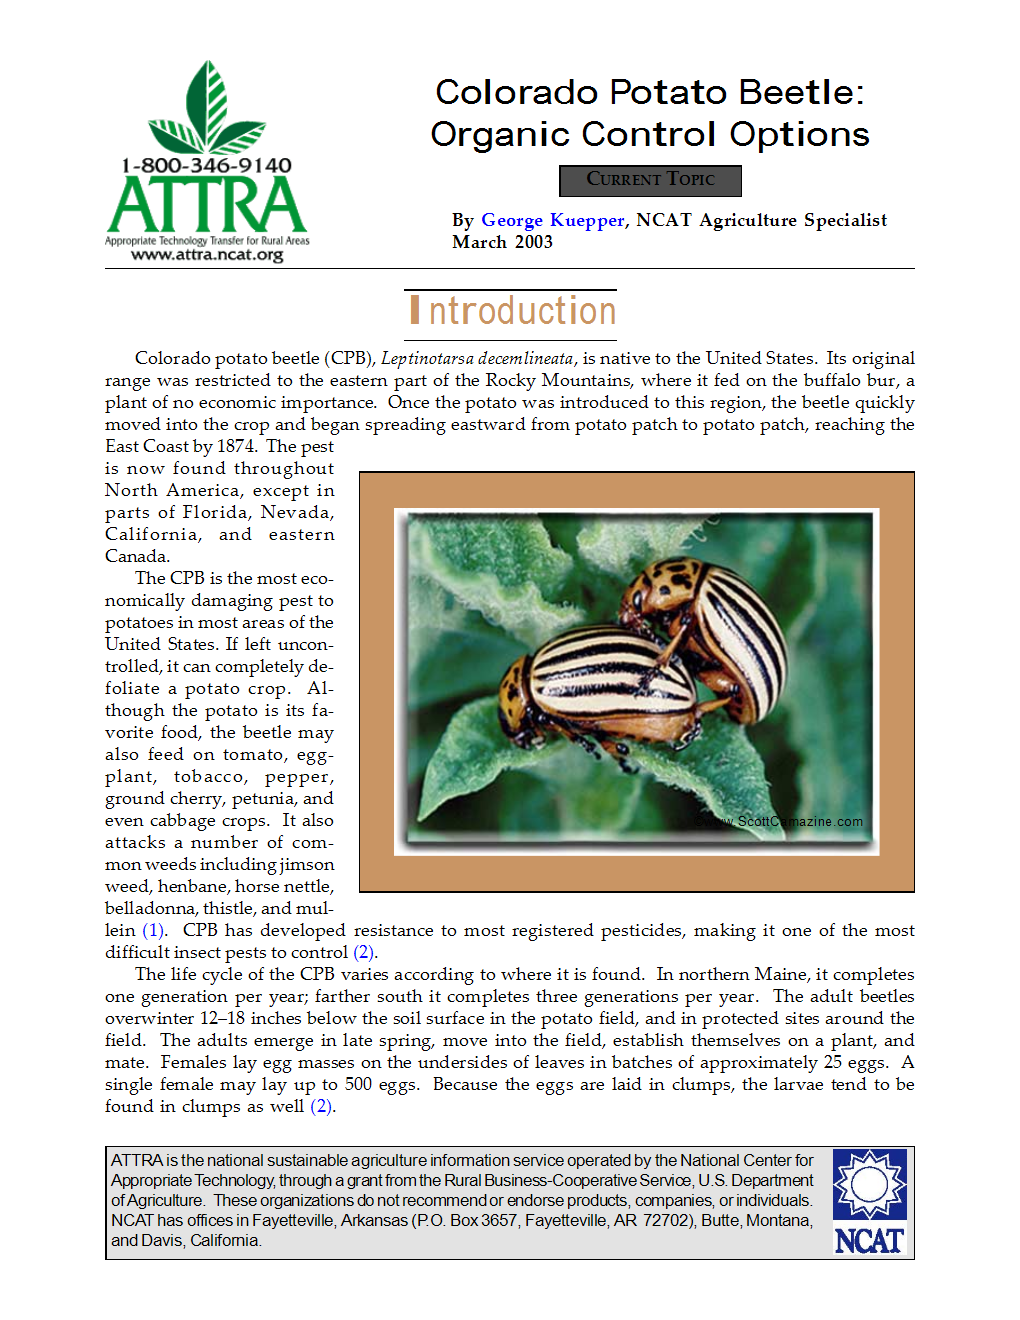 1-800-346-9140
ATTRA
Appropriate Technology Transfer for Rural Areas
www.attra.ncat.org
Colorado Potato Beetle:
Organic Control Options
CURRENT TOPIC
By George Kuepper, NCAT Agriculture Specialist
March 2003
Introduction
Colorado potato beetle (CPB), Leptinotarsa decemlineata, is native to the United States. Its original
range was restricted to the eastern part of the Rocky Mountains, where it fed on the buffalo bur, a
plant of no economic importance. Once the potato was introduced to this region, the beetle quickly
moved into the crop and began spreading eastward from potato patch to potato patch, reaching the
East Coast by 1874. The pest
is now found throughout
North America, except in
parts of Florida, Nevada,
California, and eastern
Canada.
The CPB is the most eco-
nomically damaging pest to
potatoes in most areas of the
United States. If left uncon-
trolled, it can completely de-
foliate a potato crop. Al-
though the potato is its fa-
vorite food, the beetle may
also feed on tomato, egg-
plant, tobacco, pepper,
ground cherry, petunia, and
even cabbage crops. It also
attacks a number of com-
mon weeds including jimson
weed, henbane, horse nettle,
belladonna, thistle, and mul-
lein (1). CPB has developed resistance to most registered pesticides, making it one of the most
difficult insect pests to control (2).
The life cycle of the CPB varies according to where it is found. In northern Maine, it completes
one generation per year; farther south it completes three generations per year. The adult beetles
overwinter 12–18 inches below the soil surface in the potato field, and in protected sites around the
field. The adults emerge in late spring, move into the field, establish themselves on a plant, and
mate. Females lay egg masses on the undersides of leaves in batches of approximately 25 eggs. A
single female may lay up to 500 eggs. Because the eggs are laid in clumps, the larvae tend to be
found in clumps as well (2).
www.ScottCamazine.com
ATTRA is the national sustainable agriculture information service operated by the National Center for
Appropriate Technology, through a grant from the Rural Business-Cooperative Service, U.S. Department
of Agriculture. These organizations do not recommend or endorse products, companies, or individuals.
NCAT has offices in Fayetteville, Arkansas (P.O. Box 3657, Fayetteville, AR 72702), Butte, Montana,
and Davis, California.
NCAT